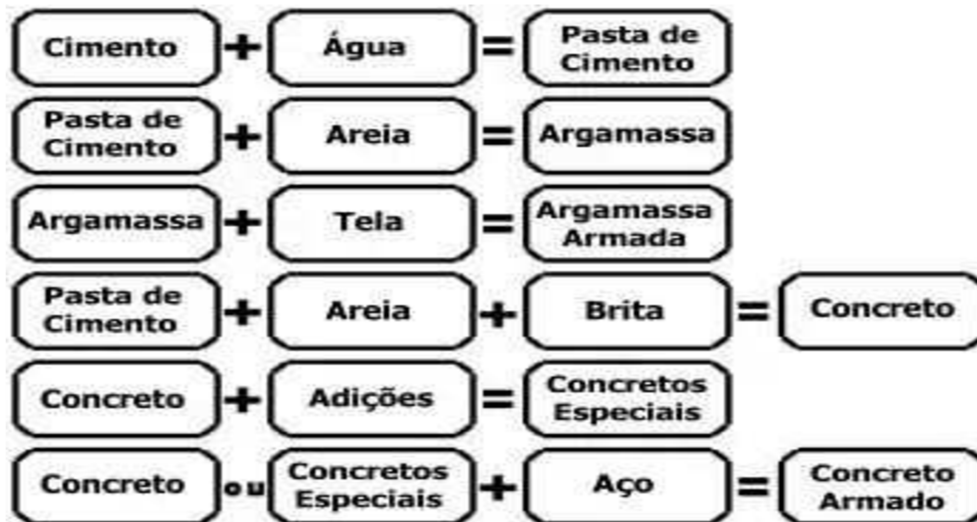 Cimento + Água = Pasta de Cimento
Pasta de Cimento + Areia = Argamassa
Argamassa + Tela = Argamassa Armada
Pasta de Cimento + Areia + Brita = Concreto
Concreto + Adições = Concretos Especiais
Concreto ou Concretos Especiais + Aço = Concreto Armado